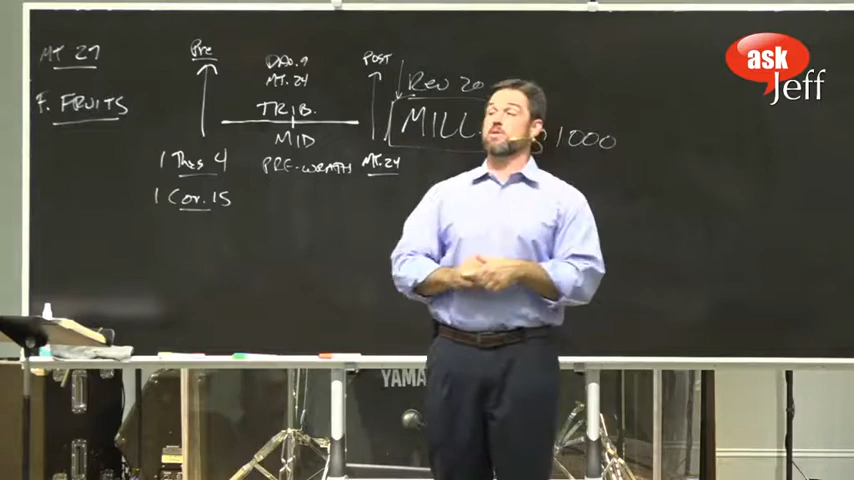 MT 27
F. FRUITS
Pre
1 Thes 4
1 Cor. 15
DAN. 9
MT. 24
TRIB.
MID
PRE-WRATH
POST
MT. 24
Rev 20
MILL.
1000
ask
Jeff
YAMA